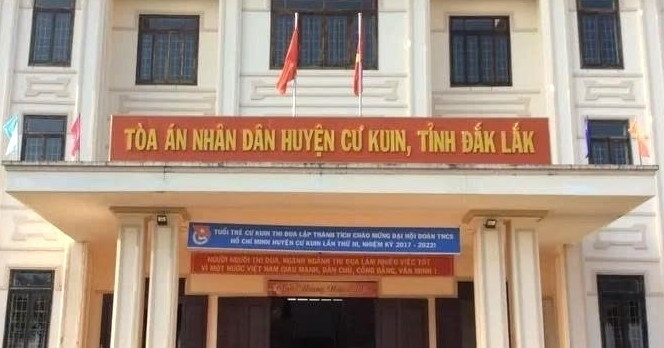 TÒA ÁN NHÂN DÂN HUYỆN CƯ KUIN, TỈNH ĐẮK LẮK
TUỔI TRẺ CƯ KUIN THI ĐUA LẬP THÀNH TÍCH CHÀO MỪNG ĐẠI HỘI ĐOÀN TNCS
HỒ CHÍ MINH HUYỆN CƯ KUIN LẦN THỨ III, NHIỆM KỲ 2017 - 2022!
NGƯỜI NGƯỜI THI ĐUA, NGÀNH NGÀNH THI ĐUA LÀM NHIỀU VIỆC TỐT
VÌ MỘT NƯỚC VIỆT NAM GIÀU MẠNH, DÂN CHỦ, CÔNG BẰNG, VĂN MINH !